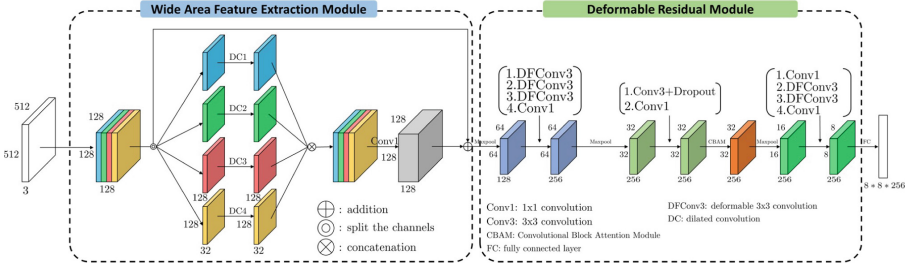 Wide Area Feature Extraction Module
Deformable Residual Module
512
512
3
128
128
128
DC1
DC2
DC3
128
128
DC4
128
128
32
32
128
Conv1
128
128
⊕: addition
◎: split the channels
⊗: concatenation
Maxpool
1.DFConv3
2.DFConv3
3.DFConv3
4.Conv1
64
64
128
64
64
256
Maxpool
1.Conv3+Dropout
2.Conv1
32
32
256
32
32
256
CBAM
32
32
256
Maxpool
1.Conv1
2.DFConv3
3.DFConv3
4.Conv1
16
16
256
8
8
256
FC
8 * 8 * 256
Conv1: 1x1 convolution
Conv3: 3x3 convolution
CBAM: Convolutional Block Attention Module
FC: fully connected layer
DFConv3: deformable 3x3 convolution
DC: dilated convolution